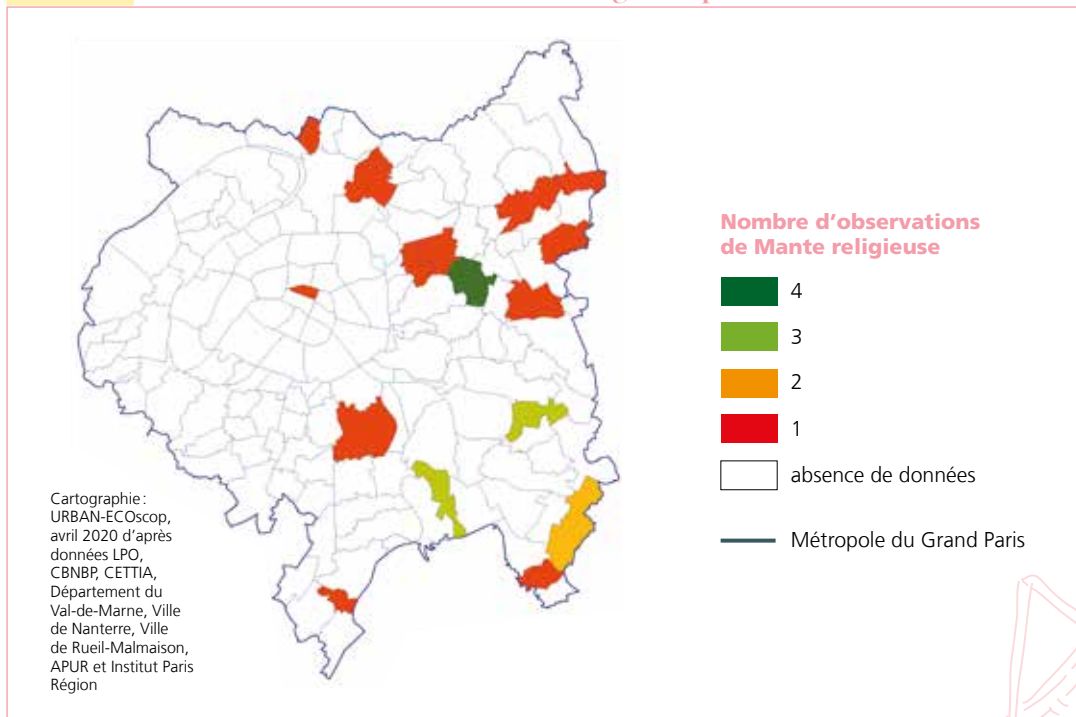 Nombre d'observations
de Mante religieuse
4
3
2
1
absence de données
Métropole du Grand Paris
Cartographie :
URBAN-ECOscop,
avril 2020 d'après
données LPO,
CBNBP, CETTIA,
Département du
Val-de-Marne, Ville
de Nanterre, Ville
de Rueil-Malmaison,
APUR et Institut Paris
Région